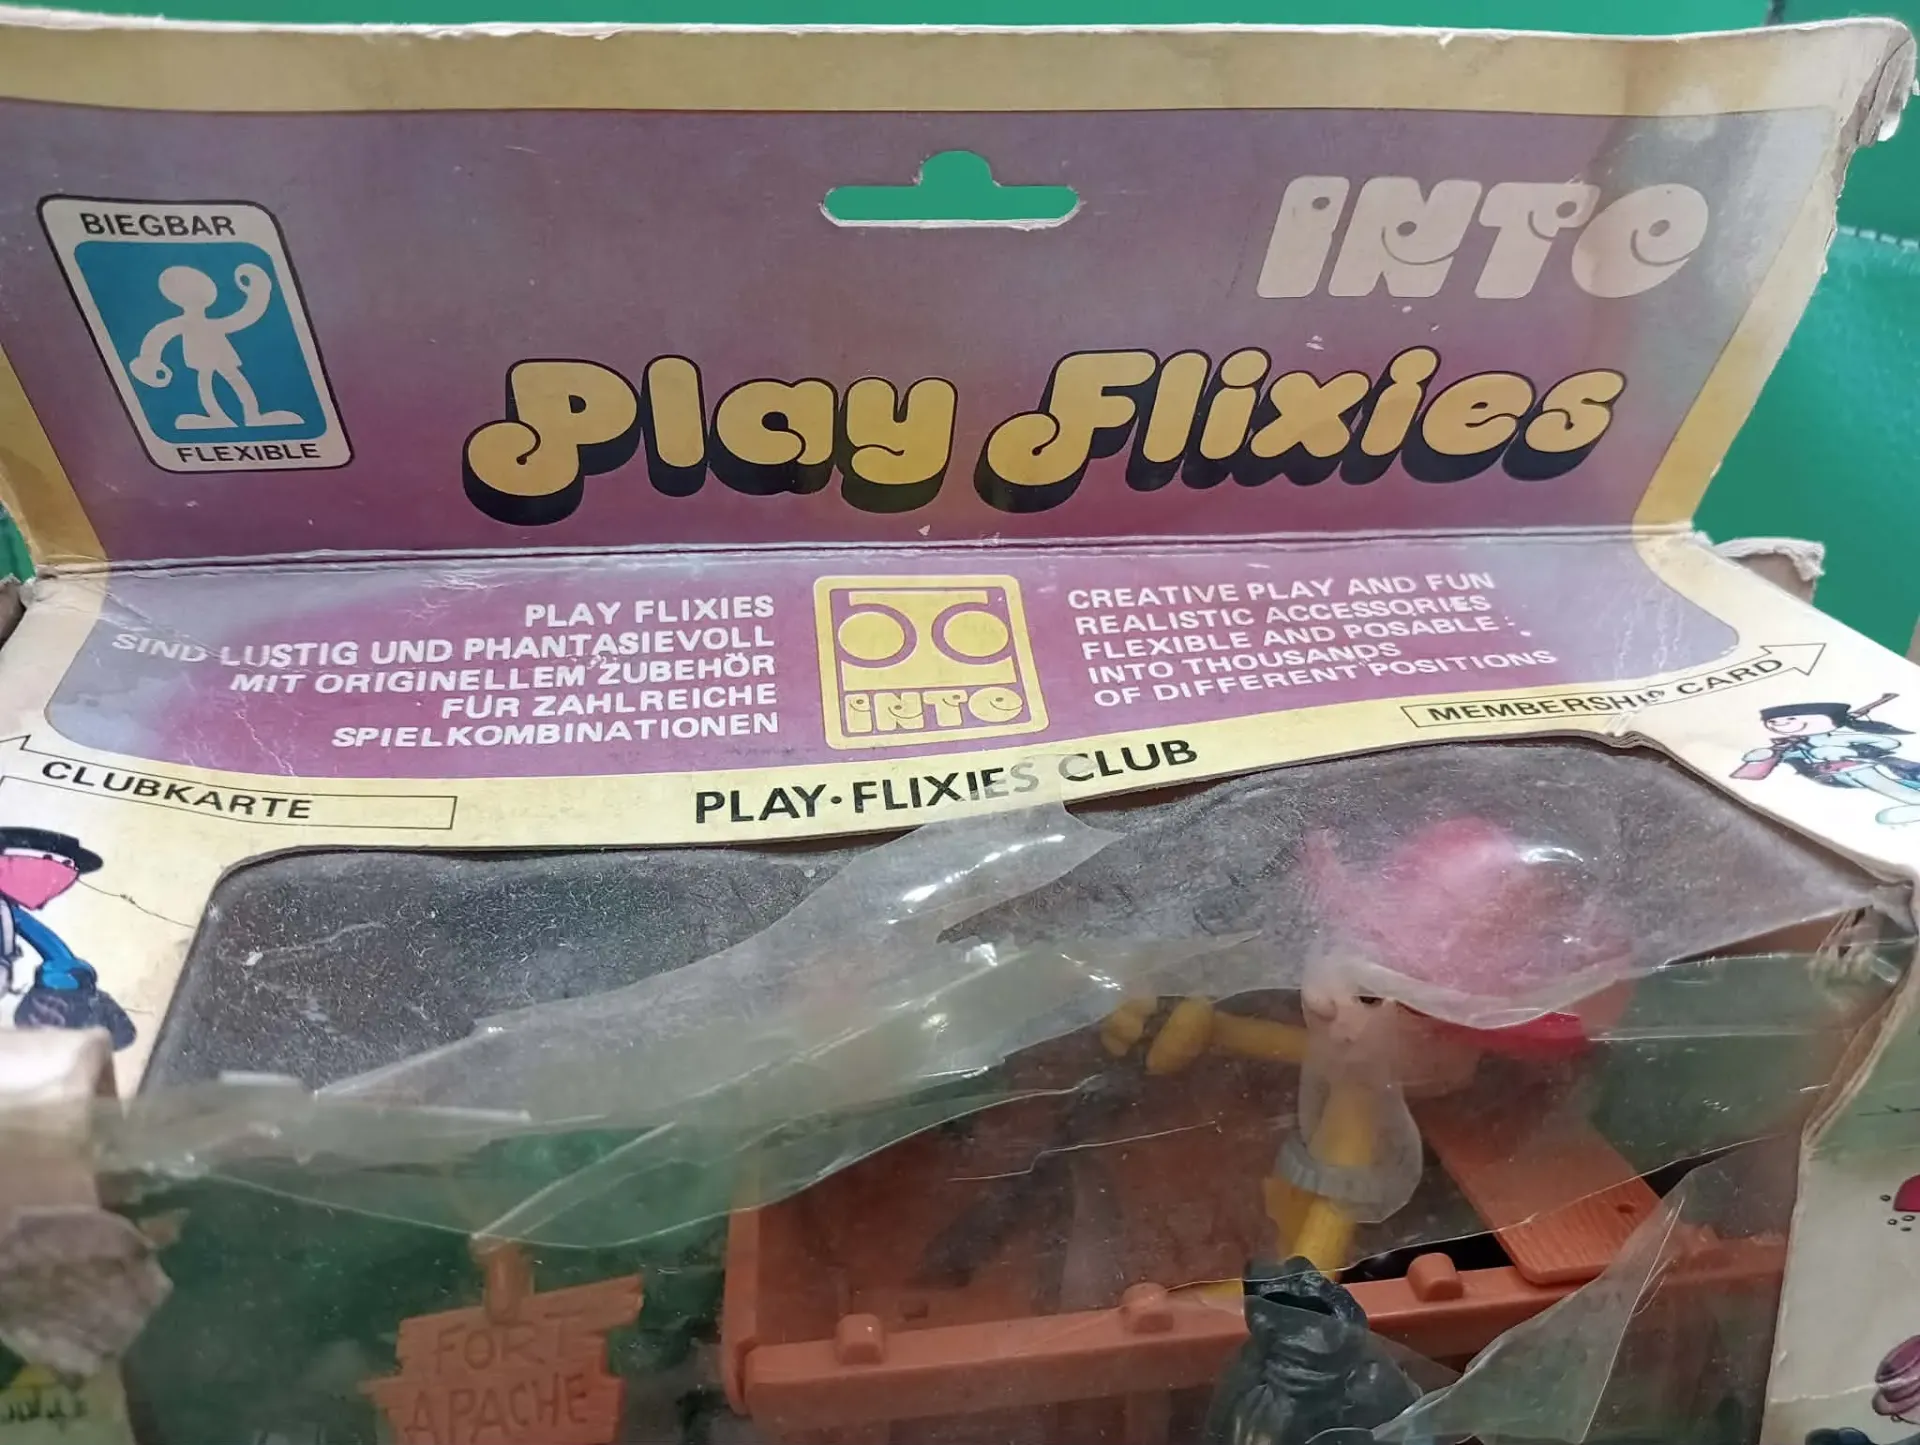 BIEGBAR
FLEXIBLE
INTO
Play Flixies
PLAY FLIXIES
SIND LUSTIG UND PHANTASIEVOLL
MIT ORIGINELLEM ZUBEHÖR
FÜR ZAHLREICHE
SPIELKOMBINATIONEN
INTO
CREATIVE PLAY AND FUN
REALISTIC ACCESSORIES
FLEXIBLE AND POSABLE
INTO THOUSANDS
OF DIFFERENT POSITIONS
CLUBKARTE
PLAY·FLIXIES CLUB
MEMBERSHIP CARD
FORT
APACHE